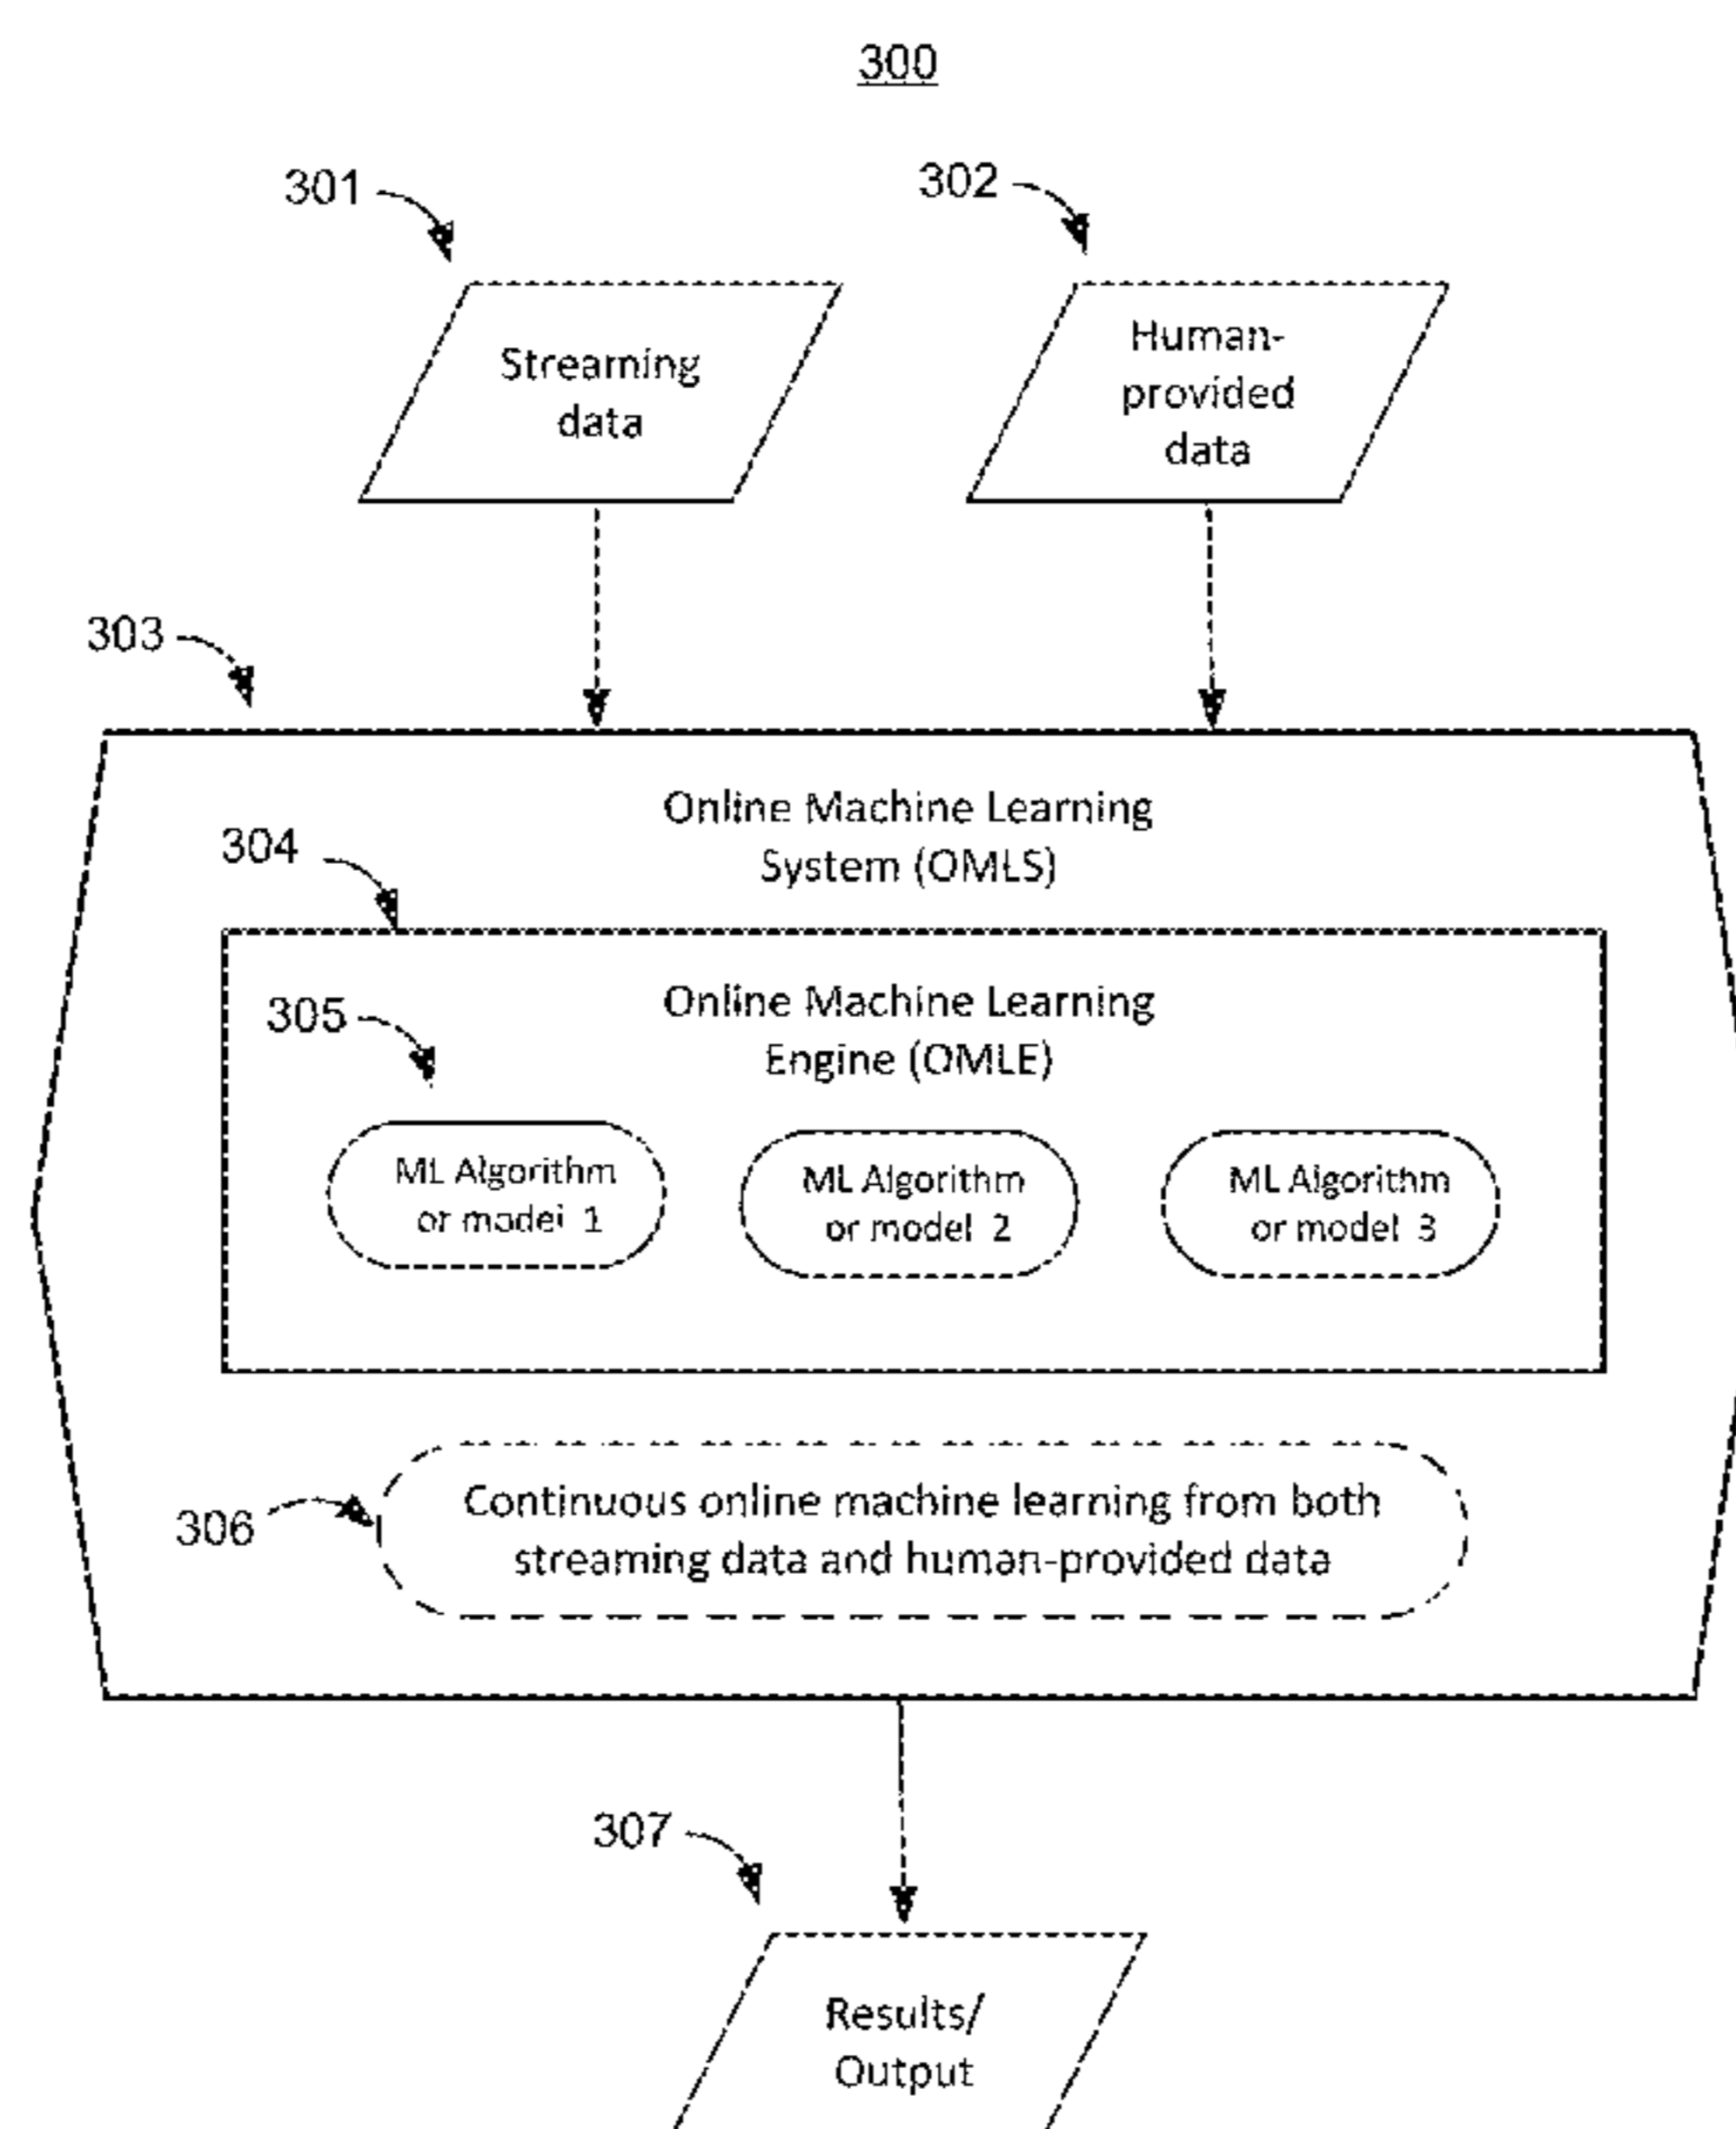 300
301
302
Streaming
data
Human-
provided
data
303
Online Machine Learning
System (OMLS)
304
Online Machine Learning
Engine (OMLE)
305
ML Algorithm
or model 1
ML Algorithm
or model 2
ML Algorithm
or model 3
306
Continuous online machine learning from both
streaming data and human-provided data
307
Results/
Output